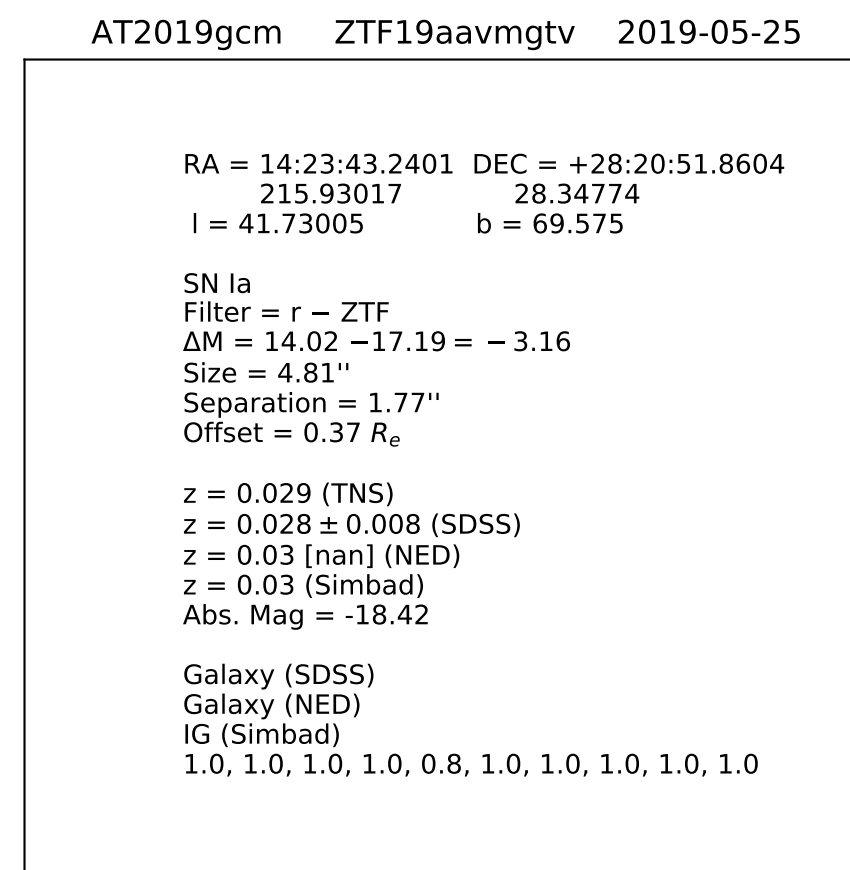 AT2019gcm ZTF19aavmgtv 2019-05-25
RA = 14:23:43.2401 DEC = +28:20:51.8604
215.93017 28.34774
l = 41.73005 b = 69.575
SN Ia
Filter = r − ZTF
ΔM = 14.02 −17.19 = −3.16
Size = 4.81''
Separation = 1.77''
Offset = 0.37 Re
z = 0.029 (TNS)
z = 0.028 ± 0.008 (SDSS)
z = 0.03 [nan] (NED)
z = 0.03 (Simbad)
Abs. Mag = -18.42
Galaxy (SDSS)
Galaxy (NED)
IG (Simbad)
1.0, 1.0, 1.0, 1.0, 0.8, 1.0, 1.0, 1.0, 1.0, 1.0